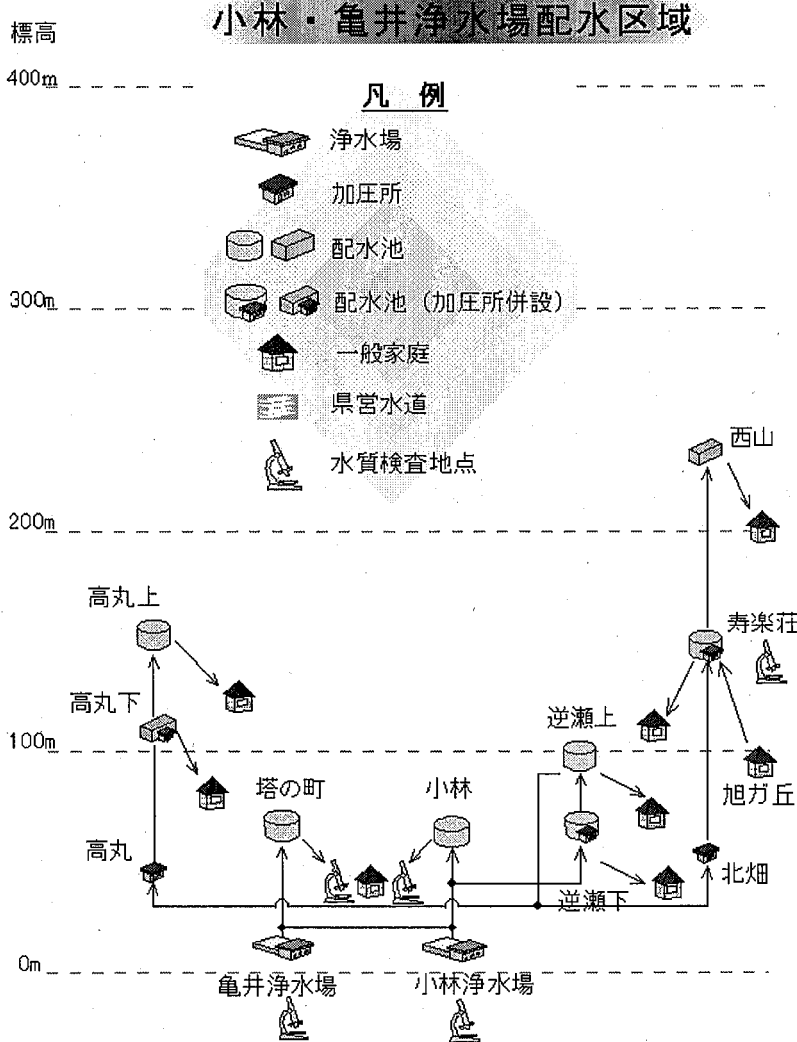 小林・亀井浄水場配水区域
標高
400m
凡 例
浄水場
加圧所
配水池
300m
配水池（加圧所併設）
一般家庭
県営水道
水質検査地点
西山
200m
高丸上
寿楽荘
高丸下
逆瀬上
100m
塔の町
小林
旭ガ丘
高丸
北畑
逆瀬下
0m
亀井浄水場
小林浄水場